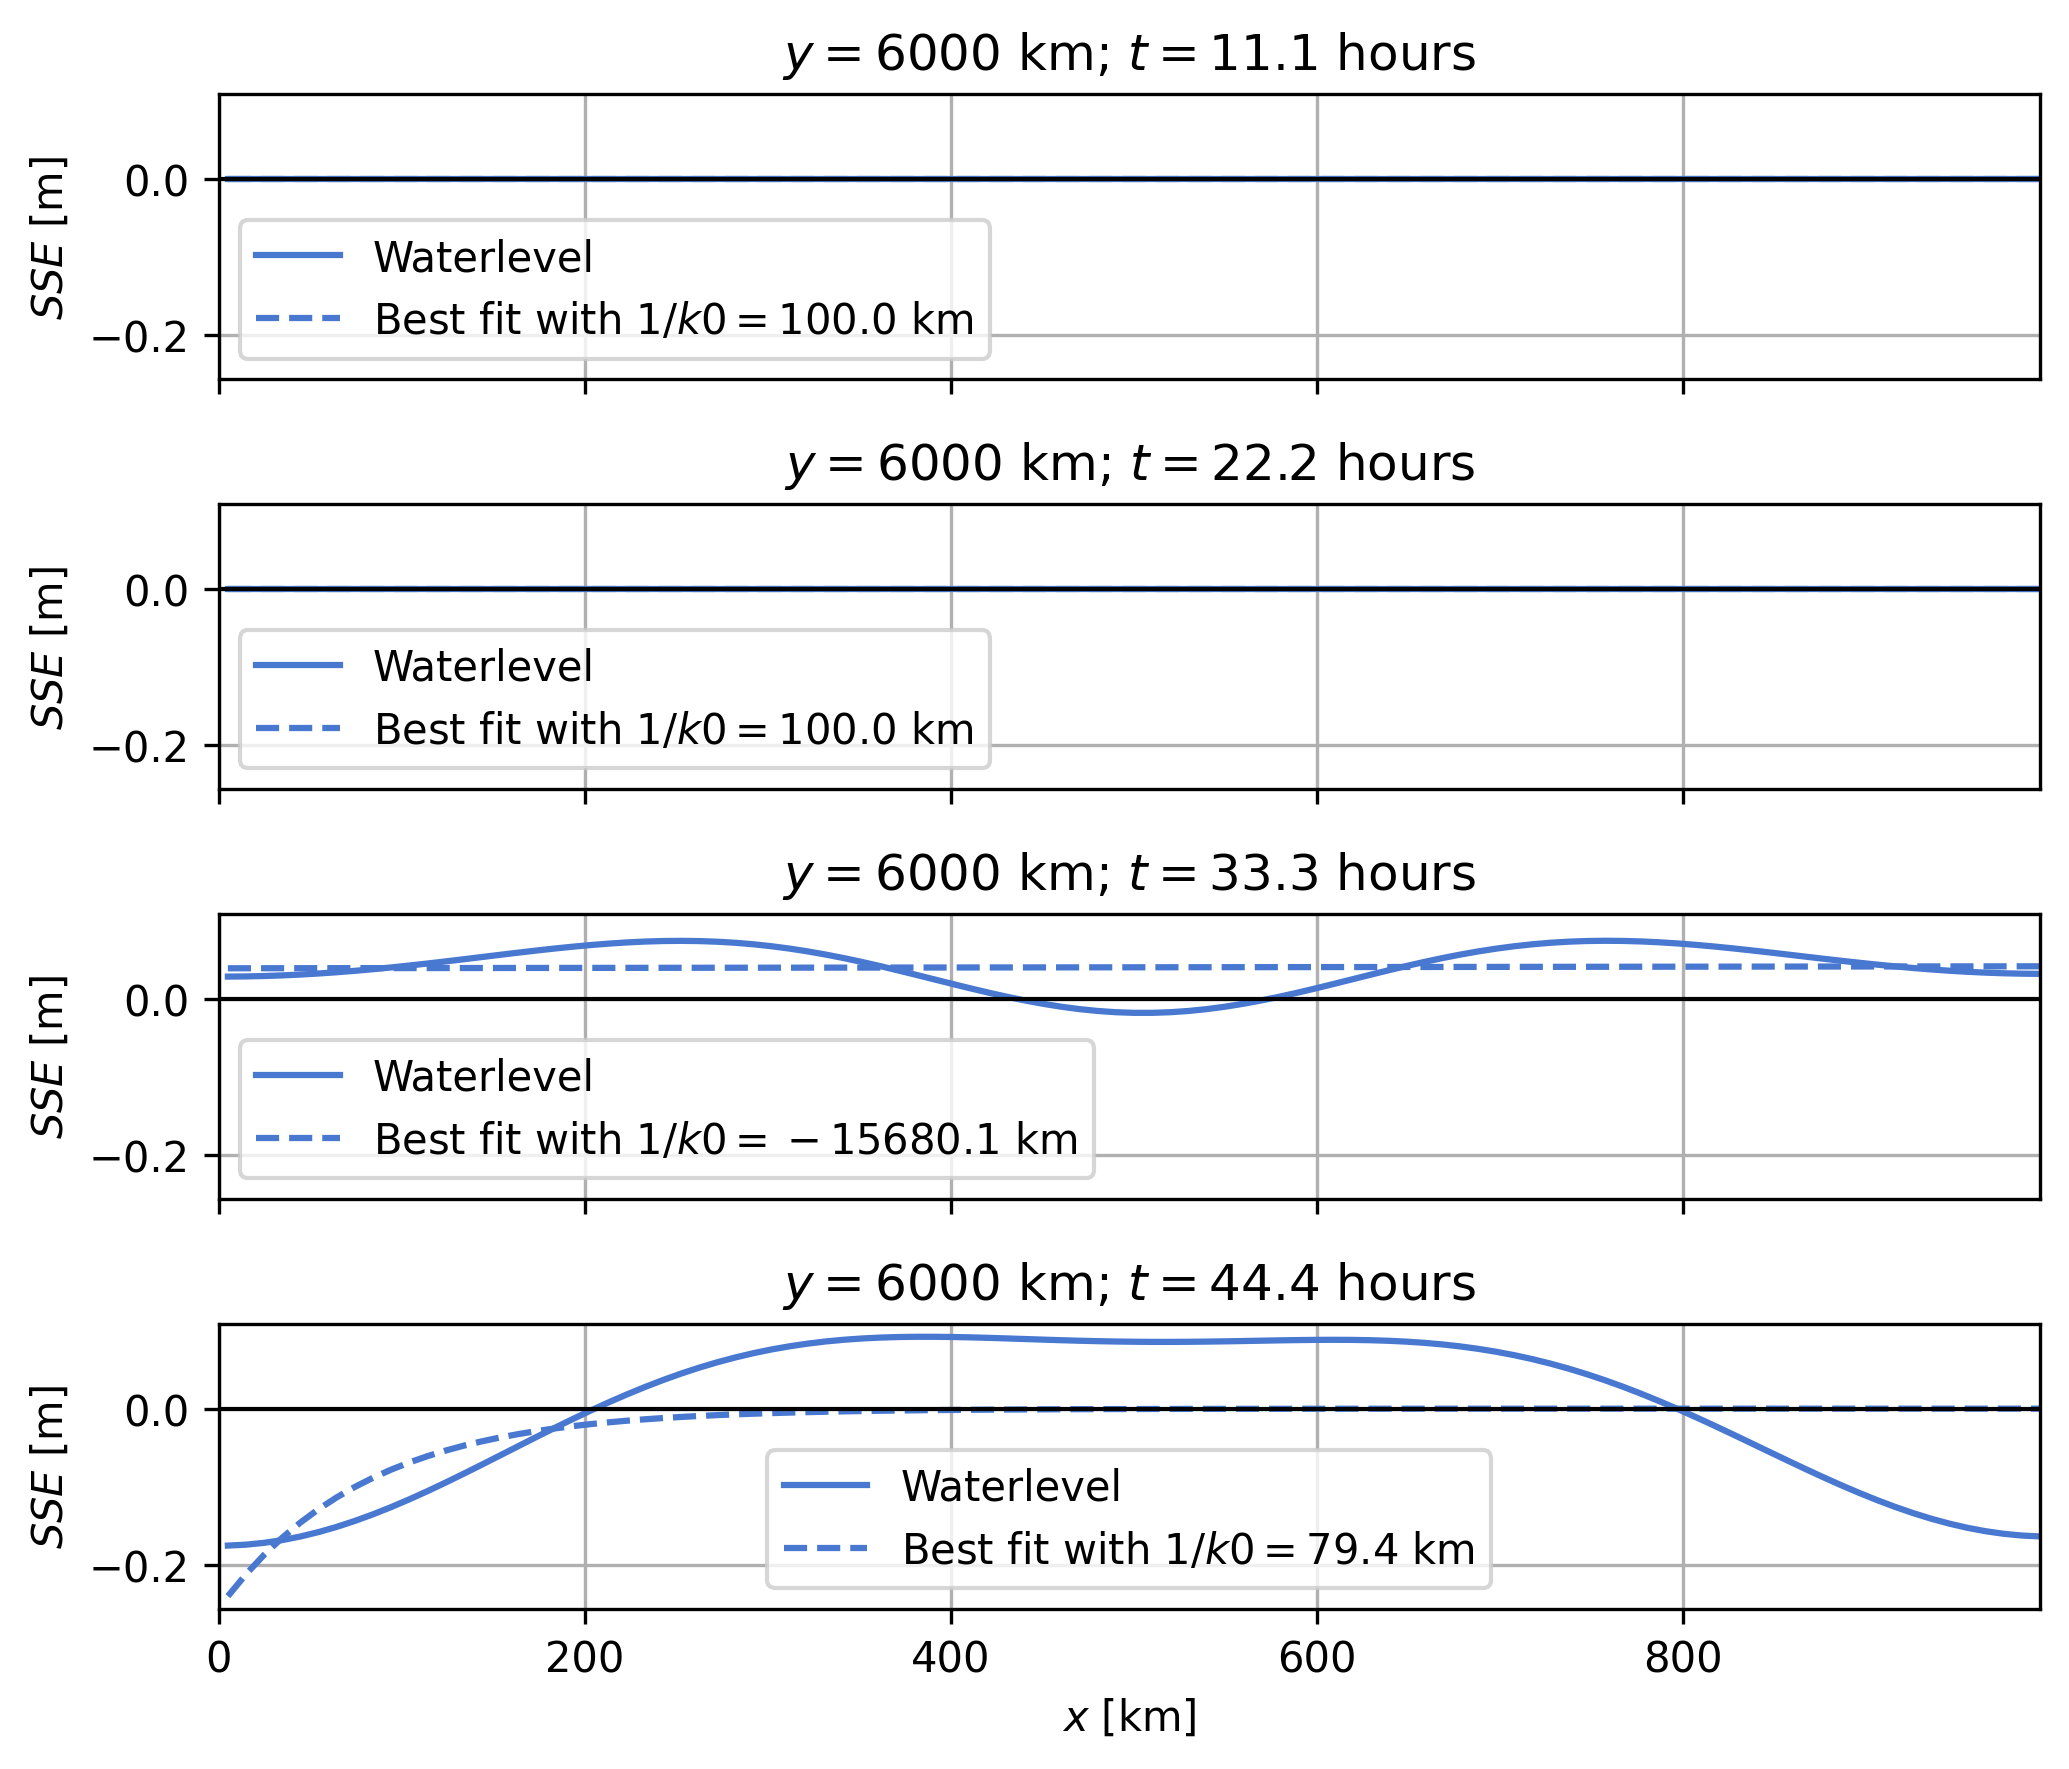 y = 6000 km; t = 11.1 hours
SSE [m]
0.0
−0.2
Waterlevel
Best fit with 1/k0 = 100.0 km
y = 6000 km; t = 22.2 hours
SSE [m]
0.0
−0.2
Waterlevel
Best fit with 1/k0 = 100.0 km
y = 6000 km; t = 33.3 hours
SSE [m]
0.0
−0.2
Waterlevel
Best fit with 1/k0 = −15680.1 km
y = 6000 km; t = 44.4 hours
SSE [m]
0.0
−0.2
Waterlevel
Best fit with 1/k0 = 79.4 km
0 200 400 600 800
x [km]